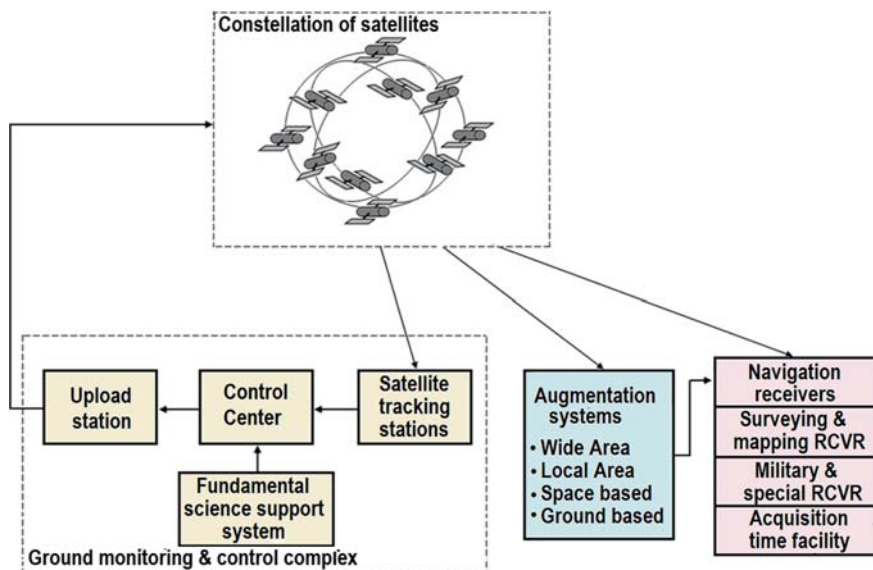 Constellation of satellites
Upload
station
Control
Center
Satellite
tracking
stations
Fundamental
science support
system
Ground monitoring & control complex
Augmentation
systems
• Wide Area
• Local Area
• Space based
• Ground based
Navigation
receivers
Surveying &
mapping RCVR
Military &
special RCVR
Acquisition
time facility